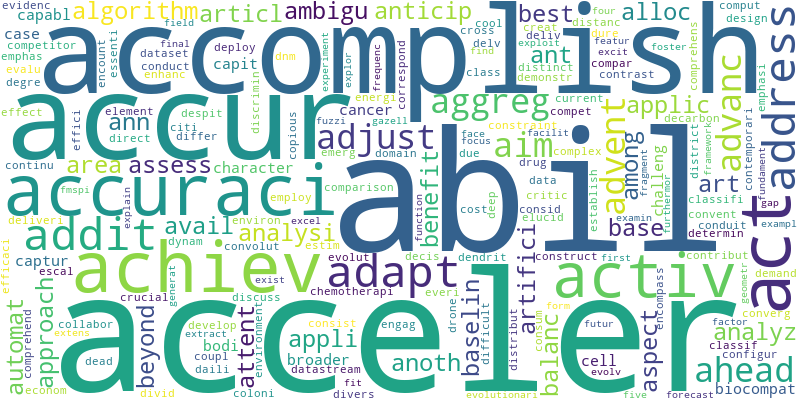 evidenc algorithm articl ambigu anticip best alloc field four cool distanc creat comput design
capabl case competitor emphas evolu degre encount essenti final deploy dnm cross delv deliv exploit featur excit compar
accomplish
dataset conduct enhanc discrimin capit experiment explor frequenc correspond class find ant distinct demonstr dure contrast foster comprehens emphasi
accur
aggreg applic advanc address
effect effici ann element citi direct differ despit copious cancer fuzzi gazell energi adjust compet current constraint facilit decarbon framework contemporari
continu area assess character emerg domain face focus due aim complex advent among fragment district
accuraci
abil
act
deliveri fmspi explain comparison employ benefit drug data critic cost deep consid elucid establish base examin challeng furthermor art classifi convent conduit fundament gap exampl
addit avail environ excel analysi function determin
efficaci captur escal dynam convolut estim evolut decis dendrit construct first contribut demand
achiev
adapt
artifici activ
crucial generat exist discuss chemotherapi everi encompass geometr
automat comprehend approach collabor develop extract beyond attent environment engag drone difficult baselin consum distribut form aspect analyz converg
acceler
dead coupl bodi appli broader anoth balanc futur cell factor classif configur ahead
econom extens daili divid datastream coloni consist fit divers evolutionari evolv five forecast biocompat